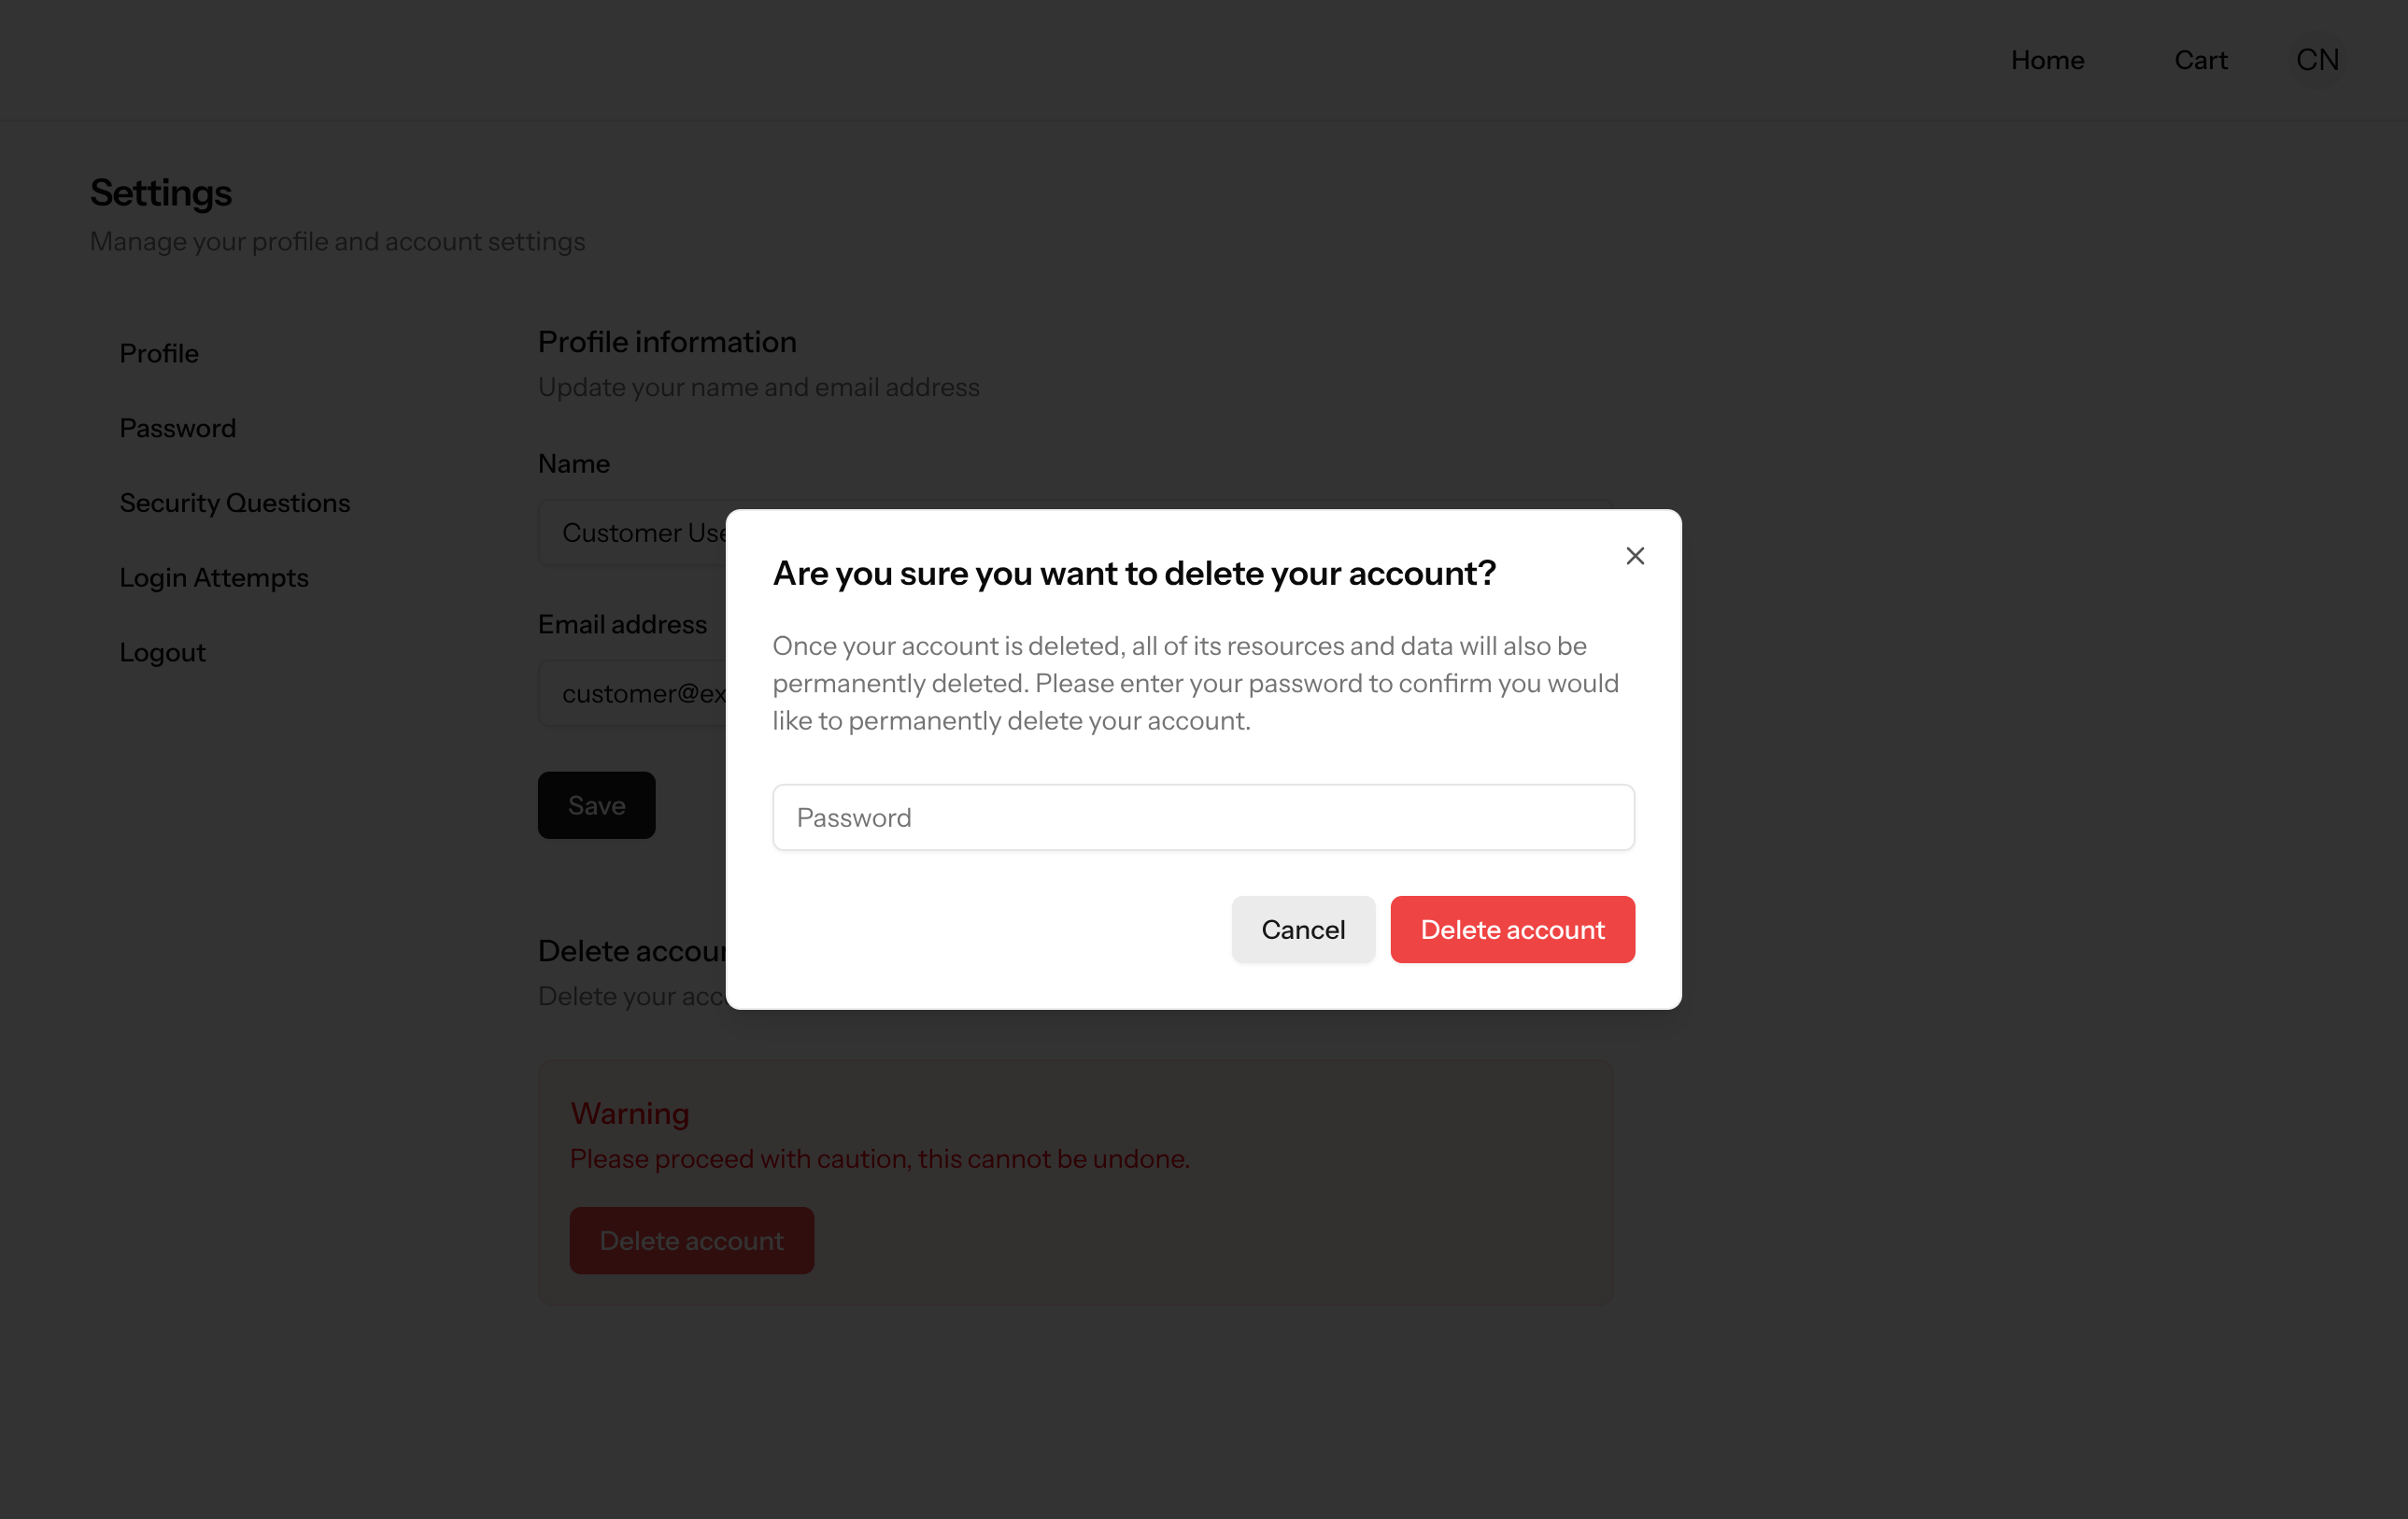 Home
Cart
CN
Settings
Manage your profile and account settings
Profile
Password
Security Questions
Login Attempts
Logout
Profile information
Update your name and email address
Name
Customer Use
Email address
customer@ex
Save
Delete accoun
Delete your acc
Warning
Please proceed with caution, this cannot be undone.
Delete account
Are you sure you want to delete your account?
Once your account is deleted, all of its resources and data will also be
permanently deleted. Please enter your password to confirm you would
like to permanently delete your account.
Password
Cancel
Delete account